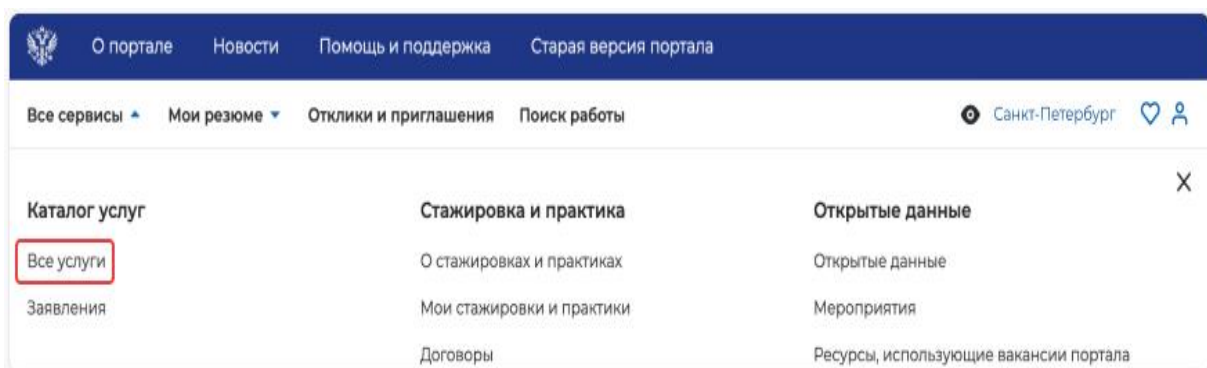 О портале Новости Помощь и поддержка Старая версия портала
Все сервисы Мои резюме Отклики и приглашения Поиск работы Санкт-Петербург
Каталог услуг Стажировка и практика Открытые данные
Все услуги О стажировках и практиках Открытые данные
Заявления Мои стажировки и практики Мероприятия
Договоры Ресурсы, использующие вакансии портала